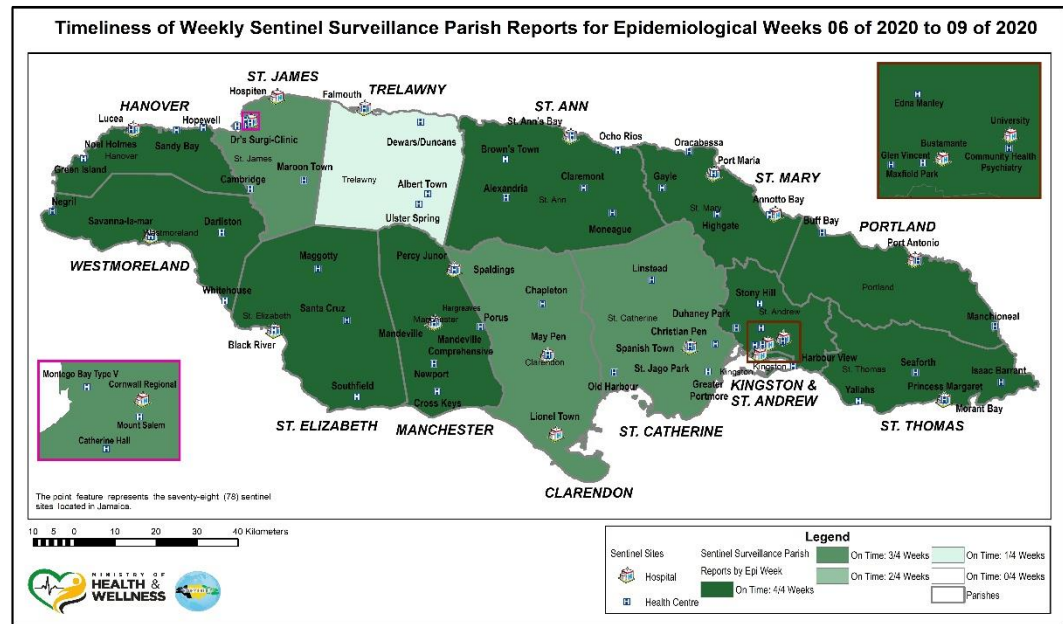 Timeliness of Weekly Sentinel Surveillance Parish Reports for Epidemiological Weeks 06 of 2020 to 09 of 2020
ST. JAMES
Hospiten
TRELAWNY
Falmouth
HANOVER
Lucea
Hopewell
Noel Holmes
Hanover
Sandy Bay
Green Island
Dr's Surgi-Clinic
St. James
Maroon Town
Cambridge
Dewars/Duncans
Trelawny
Albert Town
Ulster Spring
ST. ANN
St. Ann's Bay
Ocho Rios
Brown's Town
Alexandria
Claremont
St. Ann
Moneague
Oracabessa
Port Maria
Gayle
ST. MARY
St. Mary
Annotto Bay
Highgate
Buff Bay
PORTLAND
Port Antonio
Portland
Manchioneal
Edna Manley
University
Bustamante
Glen Vincent
Maxfield Park
Community Health
Psychiatry
Negril
Savanna-la-mar
Westmoreland
Darliston
WESTMORELAND
Whitehouse
Maggotty
Santa Cruz
St. Elizabeth
Black River
Southfield
ST. ELIZABETH
Percy Junor
Hargreaves
Manchester
Mandeville
Mandeville
Comprehensive
Newport
Cross Keys
MANCHESTER
Spaldings
Chapleton
Porus
May Pen
Clarendon
Lionel Town
CLARENDON
Linstead
St. Catherine
Christian Pen
Spanish Town
St. Jago Park
Old Harbour
Greater
Portmore
ST. CATHERINE
Stony Hill
St. Andrew
Duhaney Park
Kingston
Kingston
Harbour View
KINGSTON &
ST. ANDREW
St. Thomas
Seaforth
Isaac Barrant
Yallahs
Princess Margaret
Morant Bay
ST. THOMAS
Montego Bay Type V
Cornwall Regional
Mount Salem
Catherine Hall
The point feature represents the seventy-eight (78) sentinel
sites located in Jamaica.
10 5 0 10 20 30 40 Kilometers
MINISTRY OF
HEALTH &
WELLNESS
Legend
Sentinel Sites
Hospital
Health Centre
Sentinel Surveillance Parish
Reports by Epi Week
On Time: 4/4 Weeks
On Time: 3/4 Weeks
On Time: 2/4 Weeks
On Time: 1/4 Weeks
On Time: 0/4 Weeks
Parishes